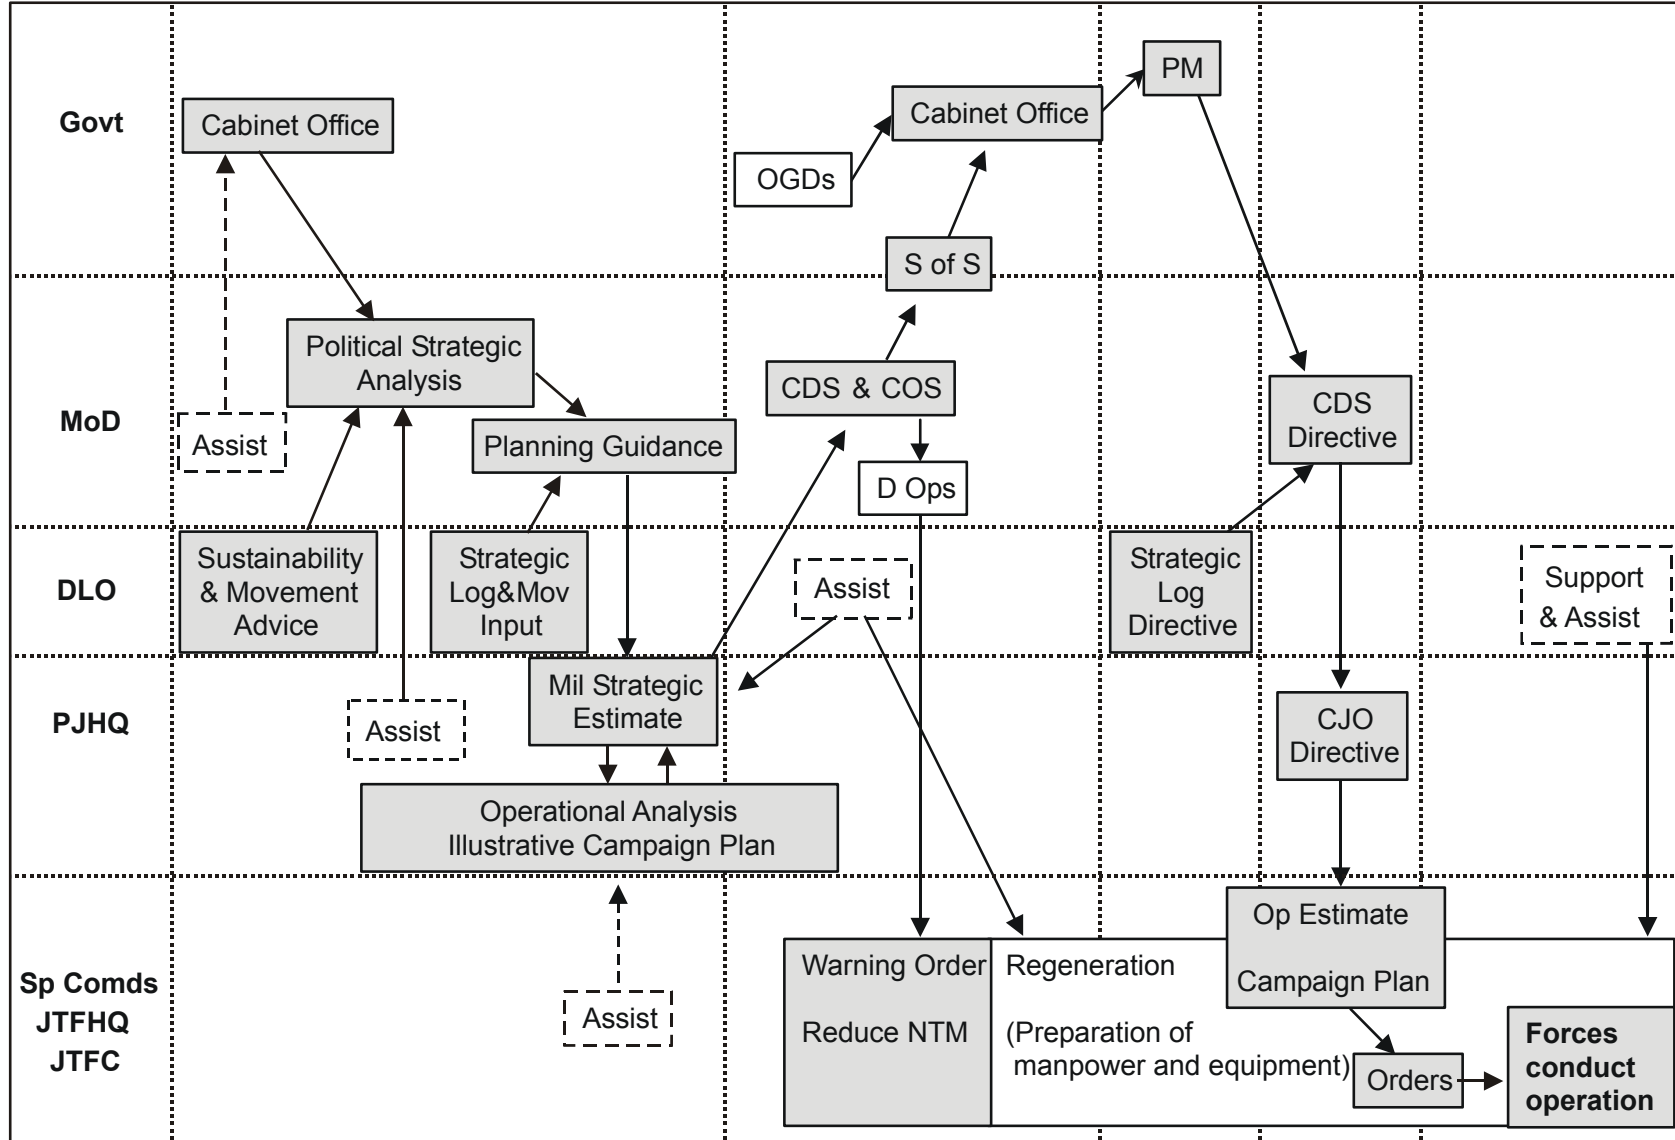 Govt
Cabinet Office
OGDs
Cabinet Office
PM
S of S
MoD
Assist
Political Strategic
Analysis
Planning Guidance
CDS & COS
D Ops
CDS
Directive
DLO
Sustainability
& Movement
Advice
Strategic
Log&Mov
Input
Assist
Strategic
Log
Directive
Support
& Assist
PJHQ
Assist
Mil Strategic
Estimate
Operational Analysis
Illustrative Campaign Plan
CJO
Directive
Sp Comds
JTFHQ
JTFC
Assist
Warning Order
Reduce NTM
Regeneration
(Preparation of
manpower and equipment)
Op Estimate
Campaign Plan
Orders
Forces
conduct
operation